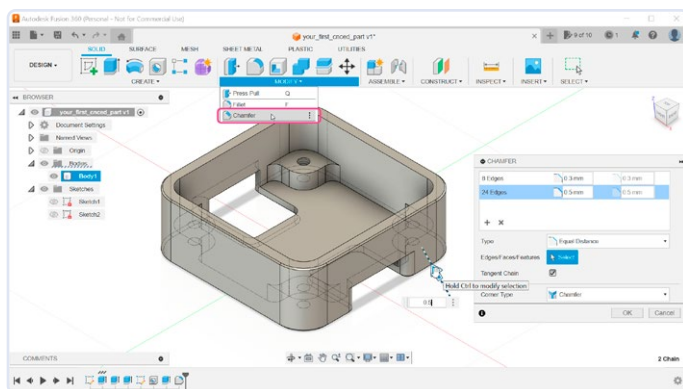 Autodesk Fusion 360 (Personal - Not for Commercial Use)
your_first_cnced_part v1*
9 of 10
1
DESIGN
SOLID
SURFACE
MESH
SHEET METAL
PLASTIC
UTILITIES
CREATE
MODIFY
ASSEMBLE
CONSTRUCT
INSPECT
INSERT
SELECT
Press Pull Q
Fillet F
Chamfer
BROWSER
your_first_cnced_part v1
Document Settings
Named Views
Origin
Bodies
Body1
Sketches
Sketch1
Sketch2
CHAMFER
8 Edges 0.3 mm 0.3 mm
24 Edges 0.5 mm 0.5 mm
Type Equal Distance
Edges/Faces/Features Select
Tangent Chain
Hold Ctrl to modify selection
Corner Type Chamfer
0.5
OK Cancel
COMMENTS
2 Chain